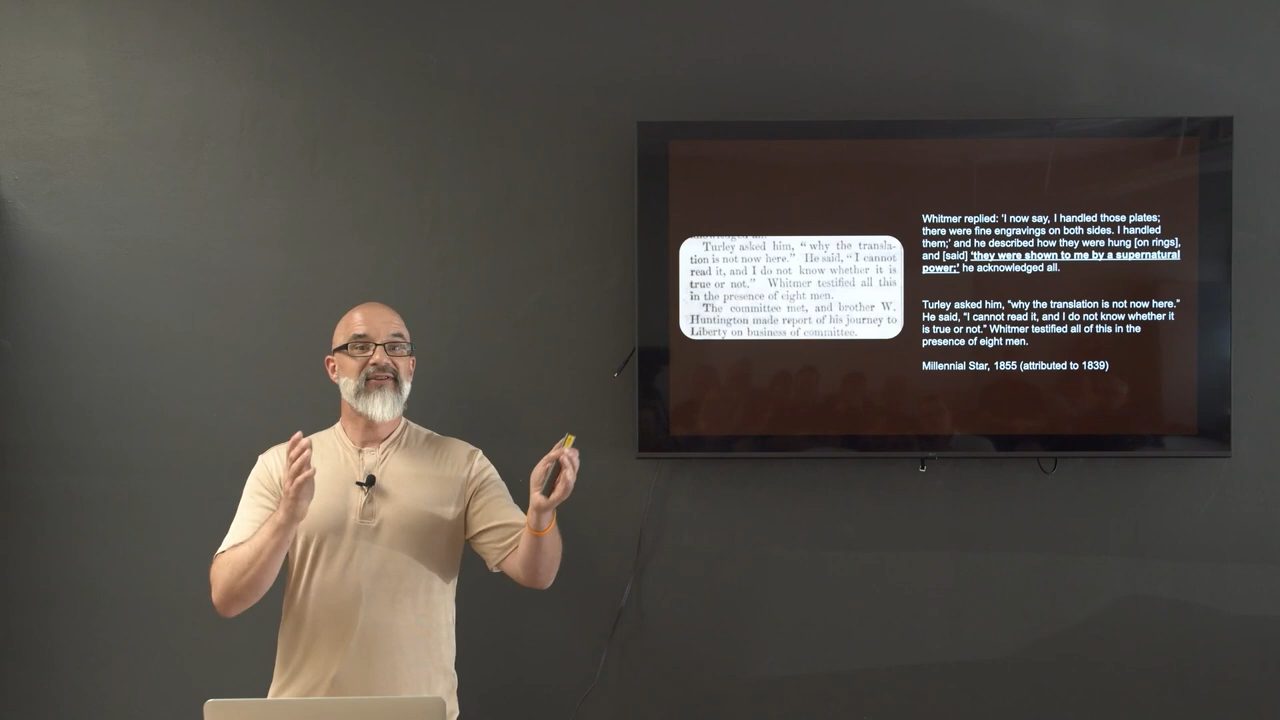 Turley asked him, “ why the transla-
tion is not now here.” He said, “ I cannot
read it, and I do not know whether it is
true or not.” Whitmer testified all this
in the presence of eight men.
The committee met, and brother W.
Huntington made report of his journey to
Liberty on business of committee.
Whitmer replied: 'I now say, I handled those plates;
there were fine engravings on both sides. I handled
them;' and he described how they were hung [on rings],
and [said] 'they were shown to me by a supernatural
power;' he acknowledged all.
Turley asked him, “why the translation is not now here.”
He said, “I cannot read it, and I do not know whether it
is true or not.” Whitmer testified all of this in the
presence of eight men.
Millennial Star, 1855 (attributed to 1839)